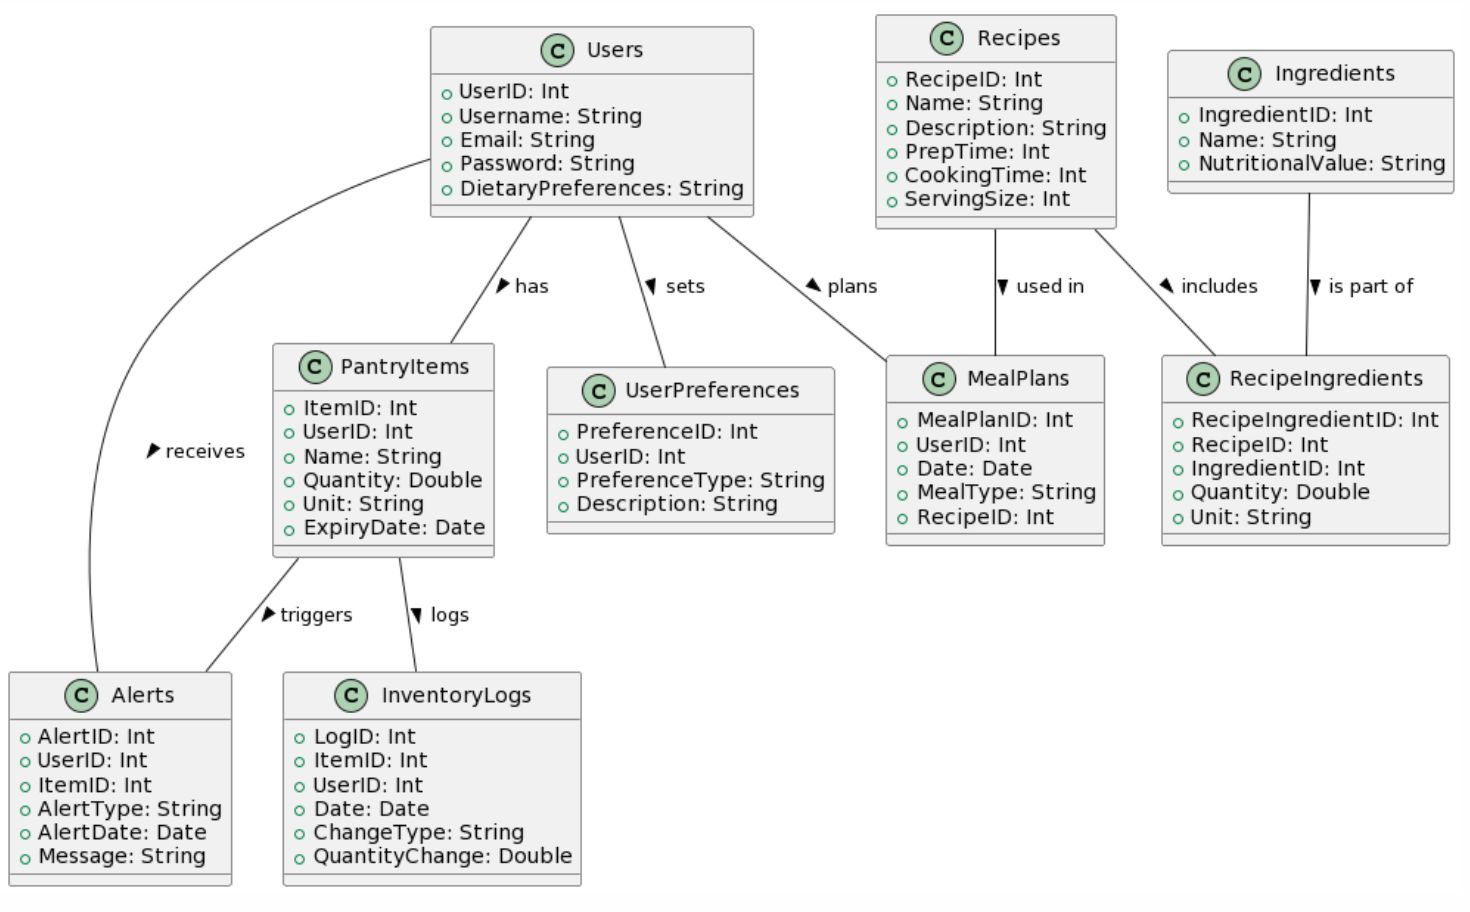 C Users
UserID: Int
Username: String
Email: String
Password: String
DietaryPreferences: String
C Recipes
RecipeID: Int
Name: String
Description: String
PrepTime: Int
CookingTime: Int
ServingSize: Int
C Ingredients
IngredientID: Int
Name: String
NutritionalValue: String
has
sets
plans
used in
includes
is part of
C PantryItems
ItemID: Int
UserID: Int
Name: String
Quantity: Double
Unit: String
ExpiryDate: Date
C UserPreferences
PreferenceID: Int
UserID: Int
PreferenceType: String
Description: String
C MealPlans
MealPlanID: Int
UserID: Int
Date: Date
MealType: String
RecipeID: Int
C RecipeIngredients
RecipeIngredientID: Int
RecipeID: Int
IngredientID: Int
Quantity: Double
Unit: String
receives
triggers
logs
C Alerts
AlertID: Int
UserID: Int
ItemID: Int
AlertType: String
AlertDate: Date
Message: String
C InventoryLogs
LogID: Int
ItemID: Int
UserID: Int
Date: Date
ChangeType: String
QuantityChange: Double